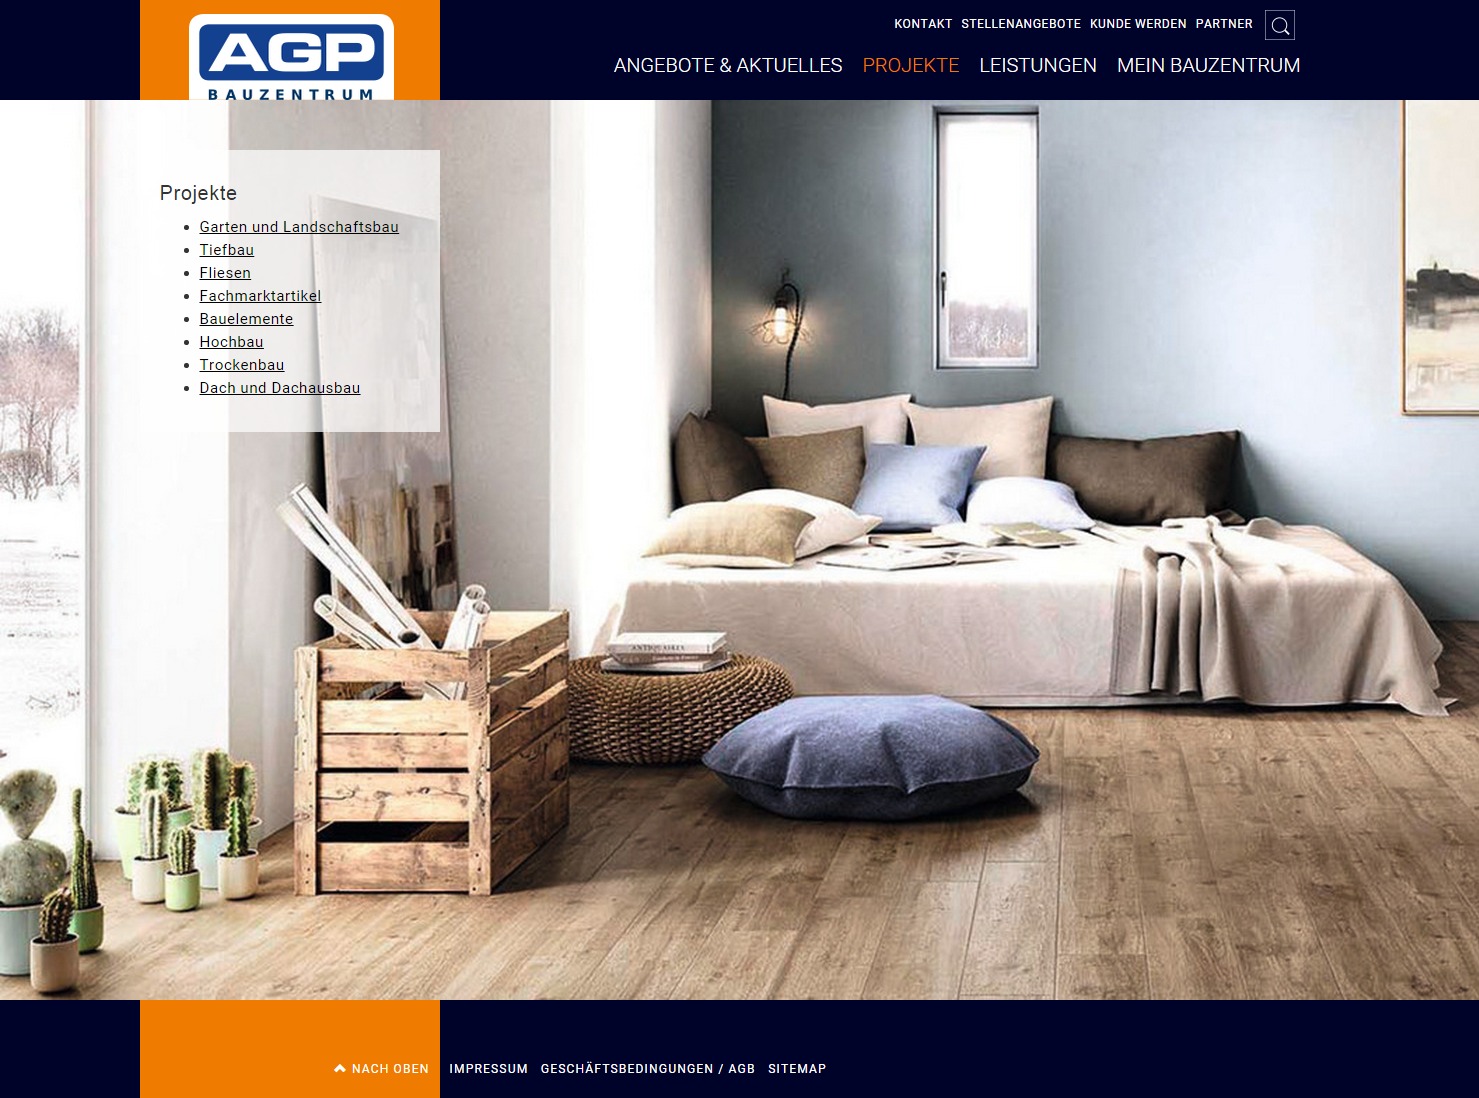 AGP
BAUZENTRUM
KONTAKT STELLENANGEBOTE KUNDE WERDEN PARTNER
ANGEBOTE & AKTUELLES PROJEKTE LEISTUNGEN MEIN BAUZENTRUM
Projekte
Garten und Landschaftsbau
Tiefbau
Fliesen
Fachmarktartikel
Bauelemente
Hochbau
Trockenbau
Dach und Dachausbau
ANTIQUAIRES
NACH OBEN IMPRESSUM GESCHÄFTSBEDINGUNGEN / AGB SITEMAP